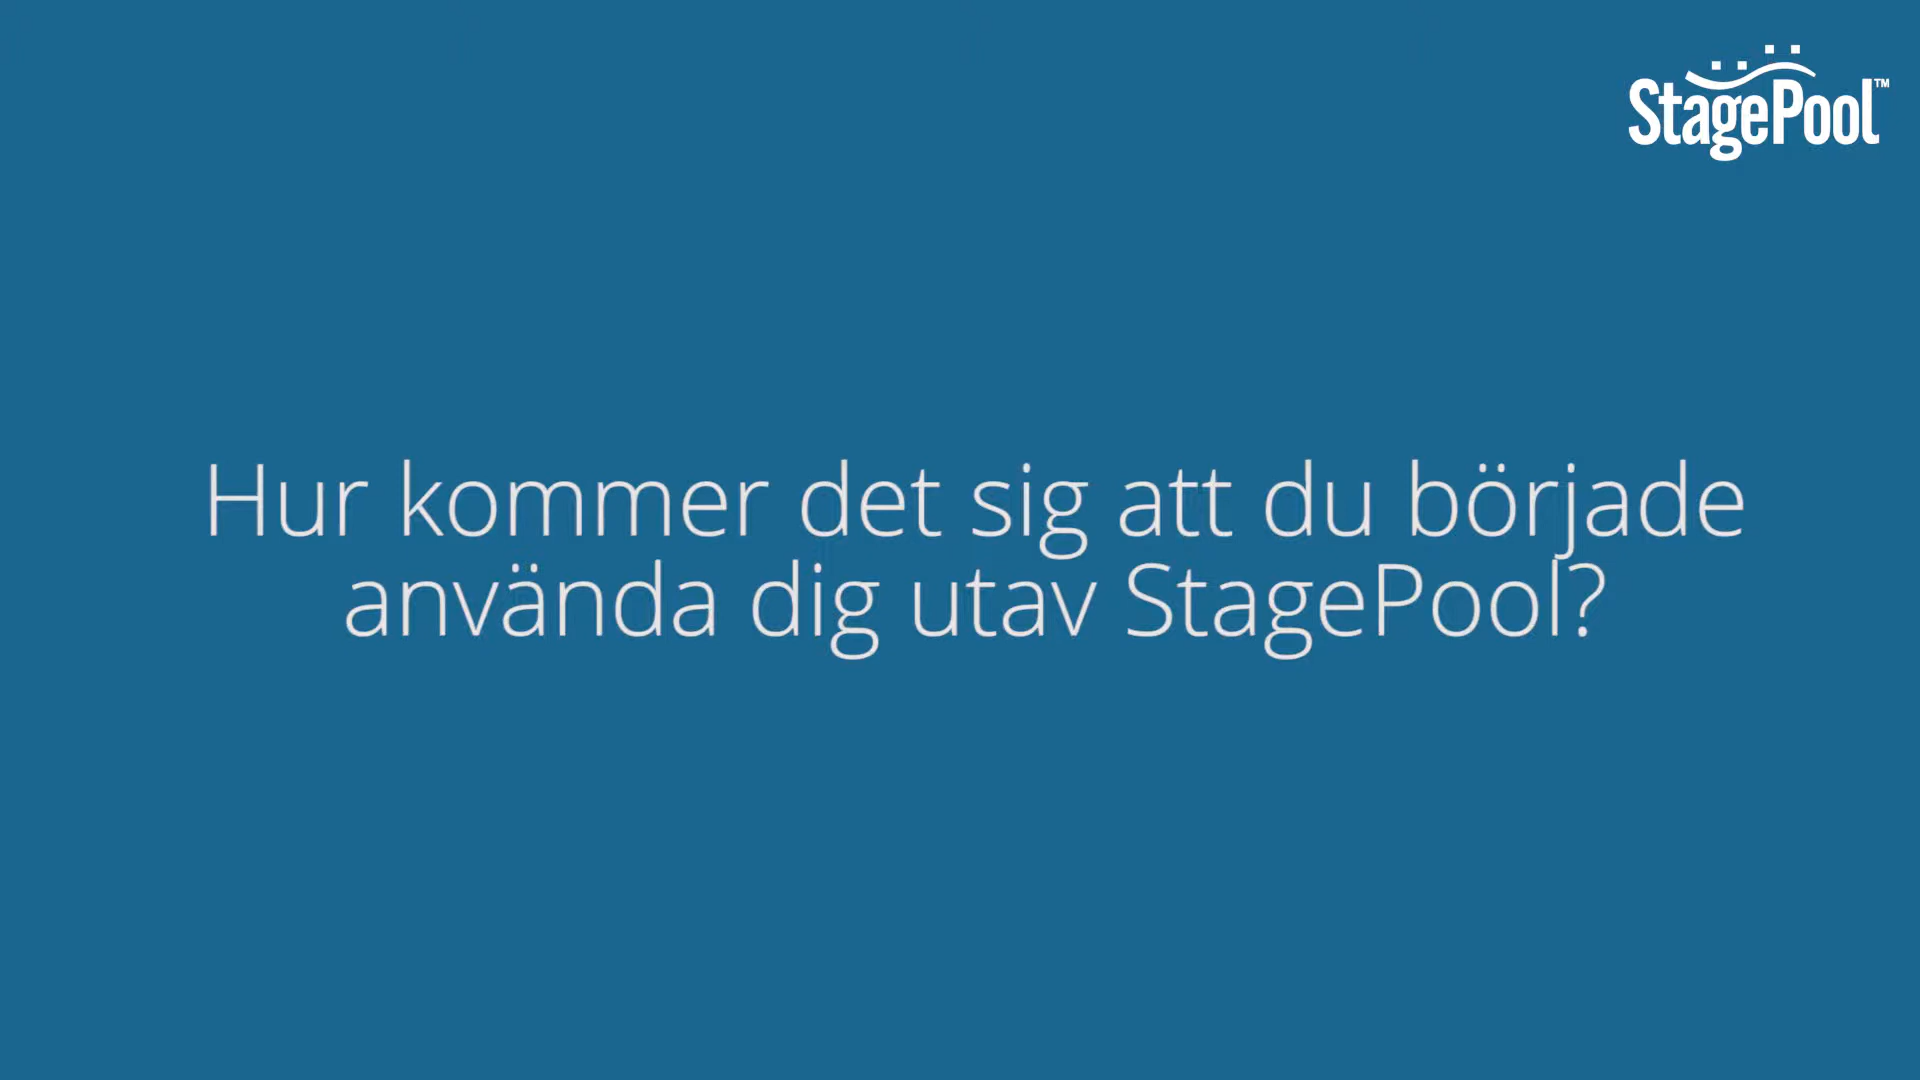 StagePool™
Hur kommer det sig att du började
använda dig utav StagePool?